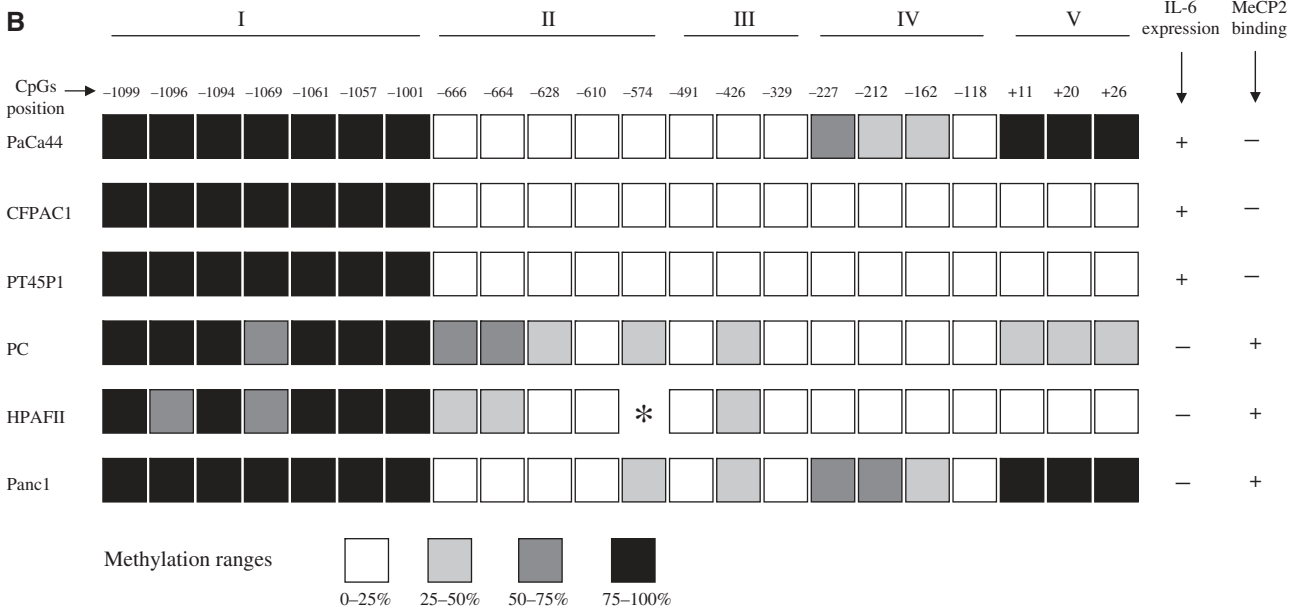 B
I II III IV V
IL-6 expression
MeCP2 binding
CpGs position
–1099 –1096 –1094 –1069 –1061 –1057 –1001 –666 –664 –628 –610 –574 –491 –426 –329 –227 –212 –162 –118 +11 +20 +26
PaCa44 + –
CFPAC1 + –
PT45P1 + –
PC – +
HPAFII * – +
Panc1 – +
Methylation ranges
0–25% 25–50% 50–75% 75–100%